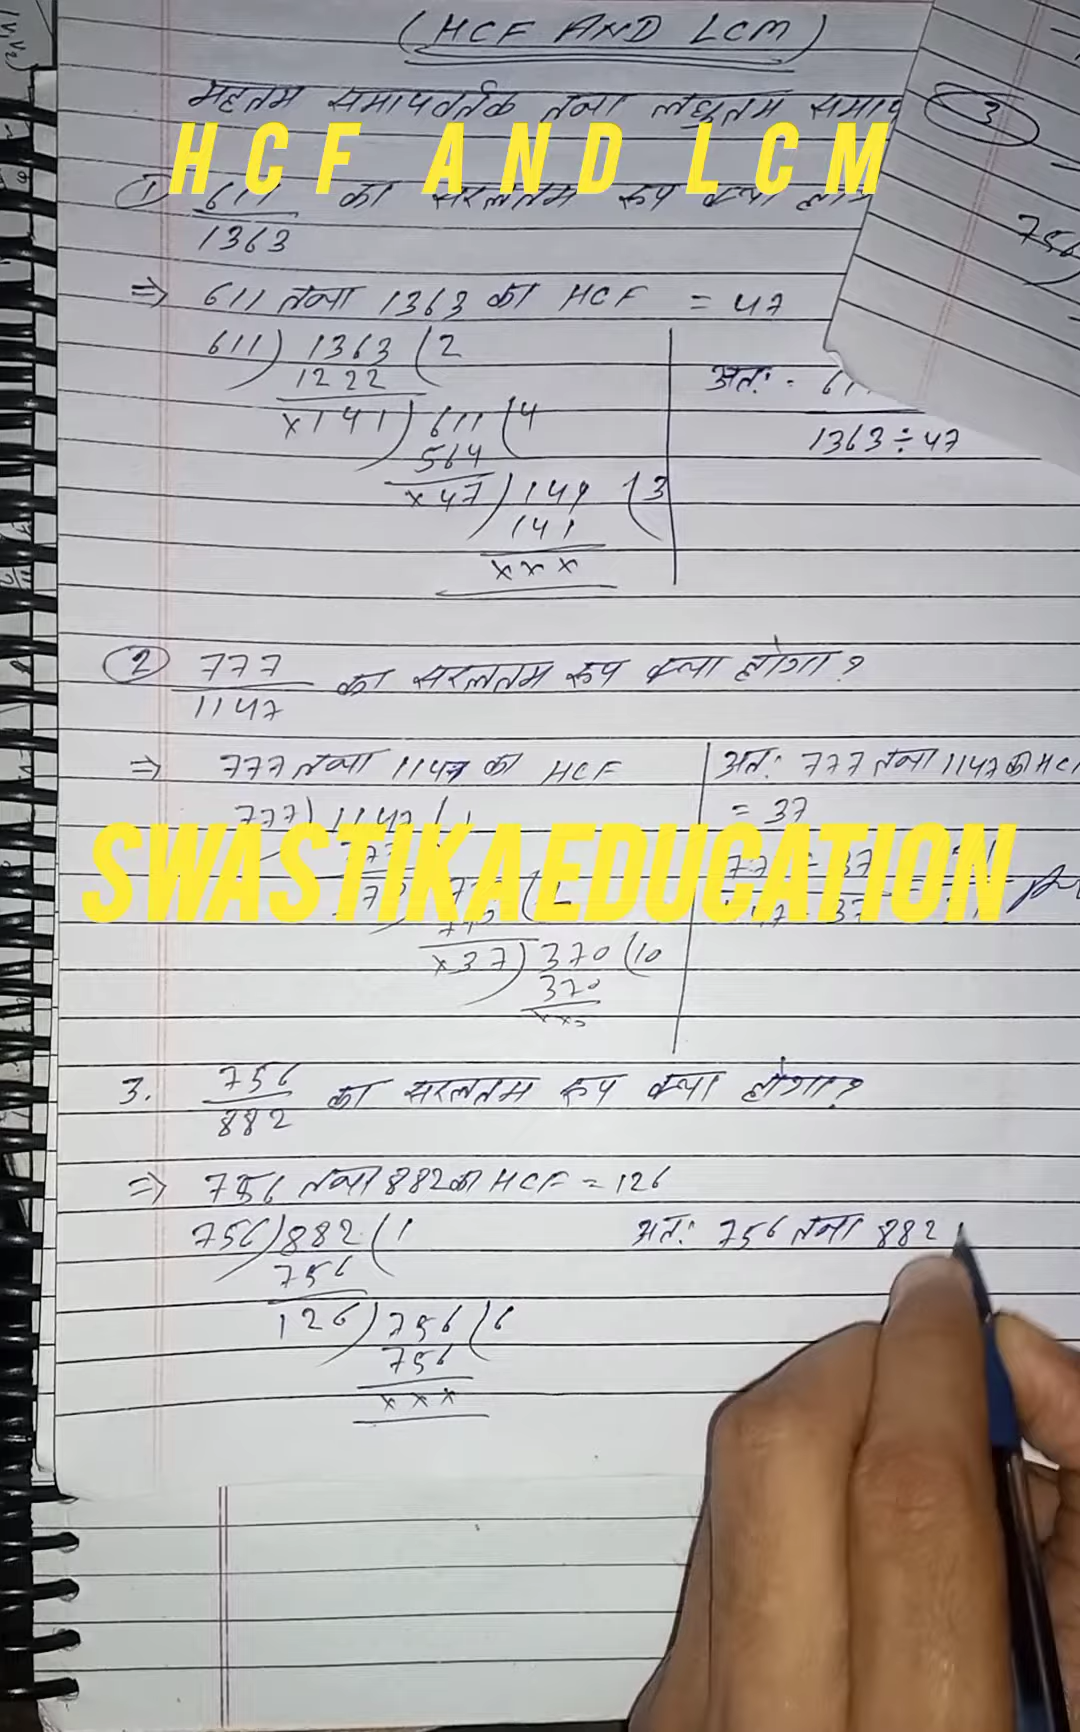 (HCF AND LCM)
महतम समापवर्तक तथा लघुतम
3
HCF AND LCM
① 611 का सरलतम रूप क्या
1363
756
⇒ 611 तथा 1363 का HCF = 47
611) 1363 (2
1222
×141) 611 (4
564
×47) 141 (3
141
×××
अतः
1363÷47
② 777 का सरलतम रूप क्या होगा?
1147
⇒ 777 तथा 1147 का HCF
777) 1147 (1
×37) 370 (10
370
×××
अतः 777 तथा 1147 का HC
= 37
SWASTIKAEDUCATION
3. 756 का सरलतम रूप क्या होगा?
882
⇒ 756 तथा 882 का HCF = 126
756) 882 (1
756
126) 756 (6
756
×××
अतः 756 तथा 882